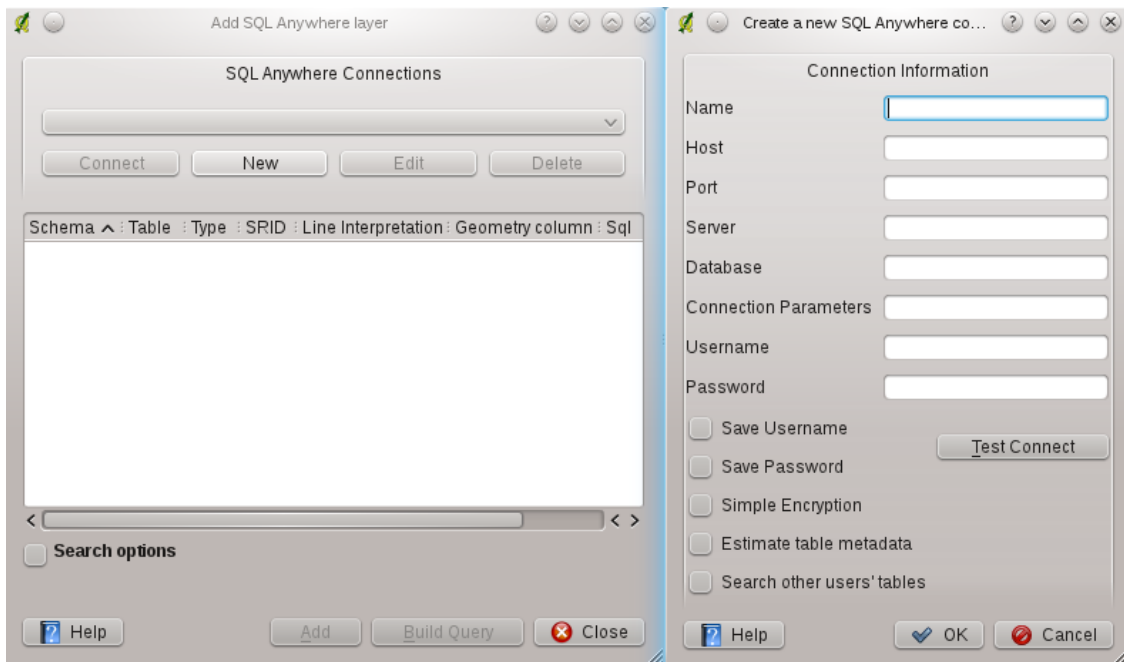 Add SQL Anywhere layer
SQL Anywhere Connections
Connect New Edit Delete
Schema Table Type SRID Line Interpretation Geometry column Sql
Search options
Help Add Build Query Close
Create a new SQL Anywhere co...
Connection Information
Name
Host
Port
Server
Database
Connection Parameters
Username
Password
Save Username
Test Connect
Save Password
Simple Encryption
Estimate table metadata
Search other users' tables
Help OK Cancel